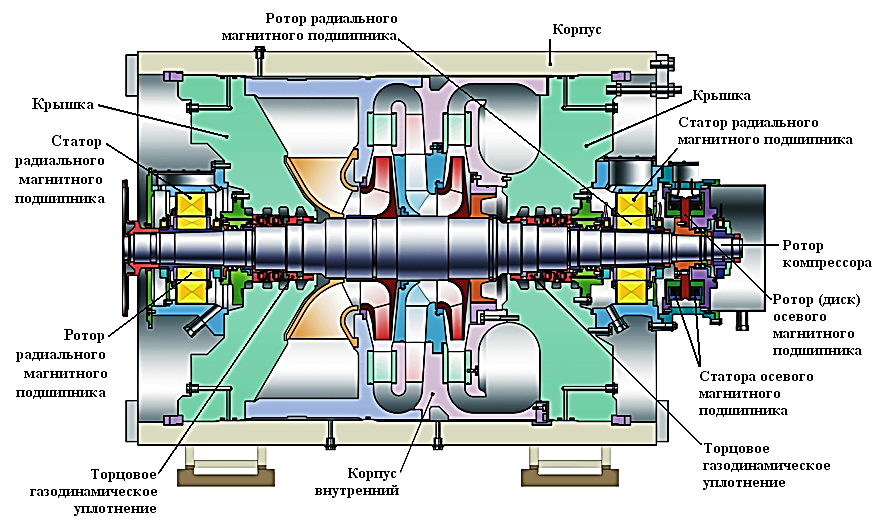 Ротор радиального
магнитного подшипника
Корпус
Крышка
Крышка
Статор
радиального
магнитного
подшипника
Статор радиального
магнитного подшипника
Ротор
компрессора
Ротор (диск)
осевого
магнитного
подшипника
Ротор
радиального
магнитного
подшипника
Статора осевого
магнитного
подшипника
Торцовое
газодинамическое
уплотнение
Корпус
внутренний
Торцовое
газодинамическое
уплотнение